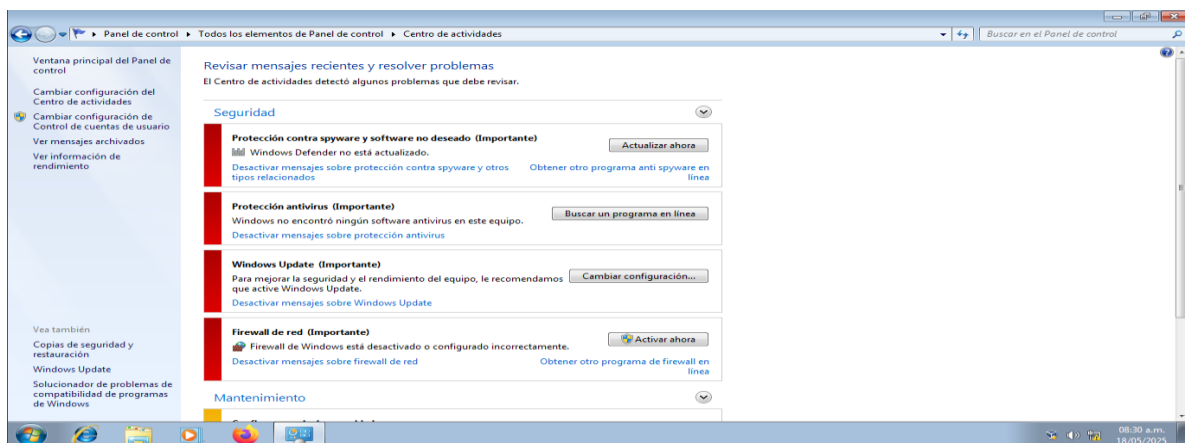 Panel de control ▸ Todos los elementos de Panel de control ▸ Centro de actividades
Buscar en el Panel de control
Ventana principal del Panel de
control
Cambiar configuración del
Centro de actividades
Cambiar configuración de
Control de cuentas de usuario
Ver mensajes archivados
Ver información de
rendimiento
Vea también
Copias de seguridad y
restauración
Windows Update
Solucionador de problemas de
compatibilidad de programas
de Windows
Revisar mensajes recientes y resolver problemas
El Centro de actividades detectó algunos problemas que debe revisar.
Seguridad
Protección contra spyware y software no deseado (Importante)
Windows Defender no está actualizado.
Actualizar ahora
Desactivar mensajes sobre protección contra spyware y otros
tipos relacionados
Obtener otro programa anti spyware en
línea
Protección antivirus (Importante)
Windows no encontró ningún software antivirus en este equipo.
Buscar un programa en línea
Desactivar mensajes sobre protección antivirus
Windows Update (Importante)
Para mejorar la seguridad y el rendimiento del equipo, le recomendamos
que active Windows Update.
Cambiar configuración...
Desactivar mensajes sobre Windows Update
Firewall de red (Importante)
Firewall de Windows está desactivado o configurado incorrectamente.
Activar ahora
Desactivar mensajes sobre firewall de red
Obtener otro programa de firewall en
línea
Mantenimiento
08:30 a.m.
18/05/2025